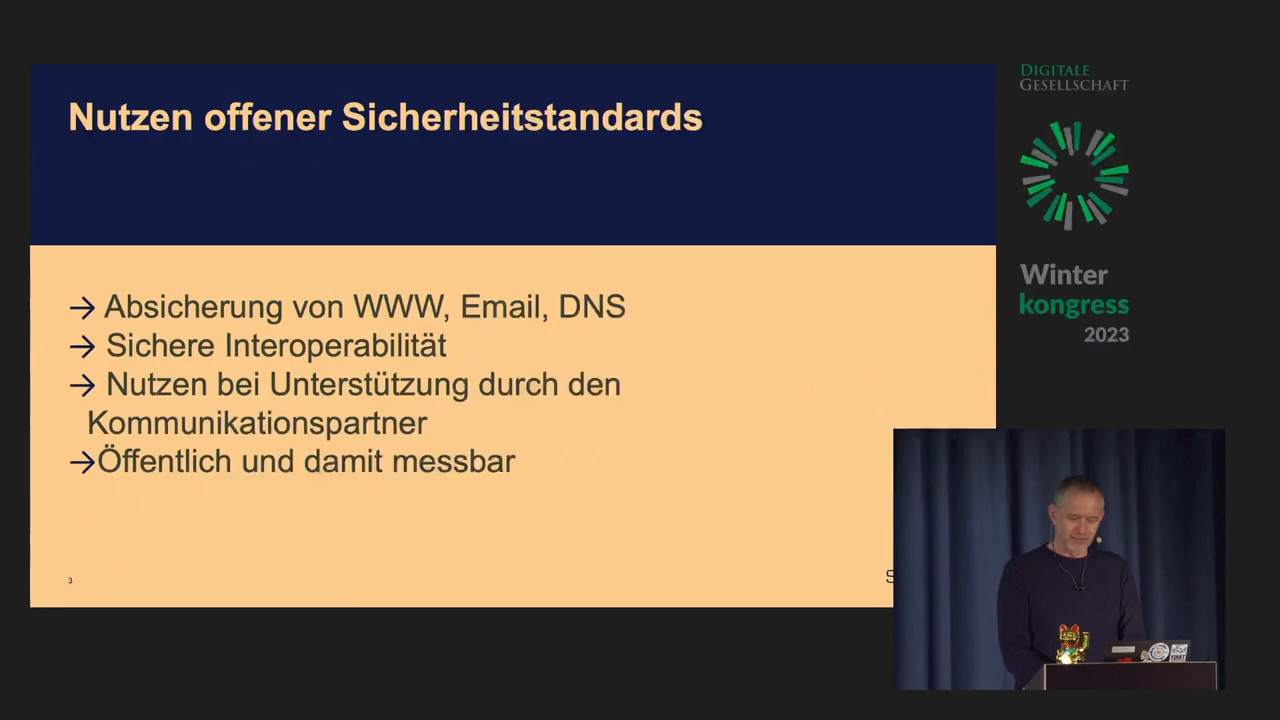 Nutzen offener Sicherheitstandards
→ Absicherung von WWW, Email, DNS
→ Sichere Interoperabilität
→ Nutzen bei Unterstützung durch den
Kommunikationspartner
→Öffentlich und damit messbar
3
DIGITALE
GESELLSCHAFT
Winter
kongress
2023